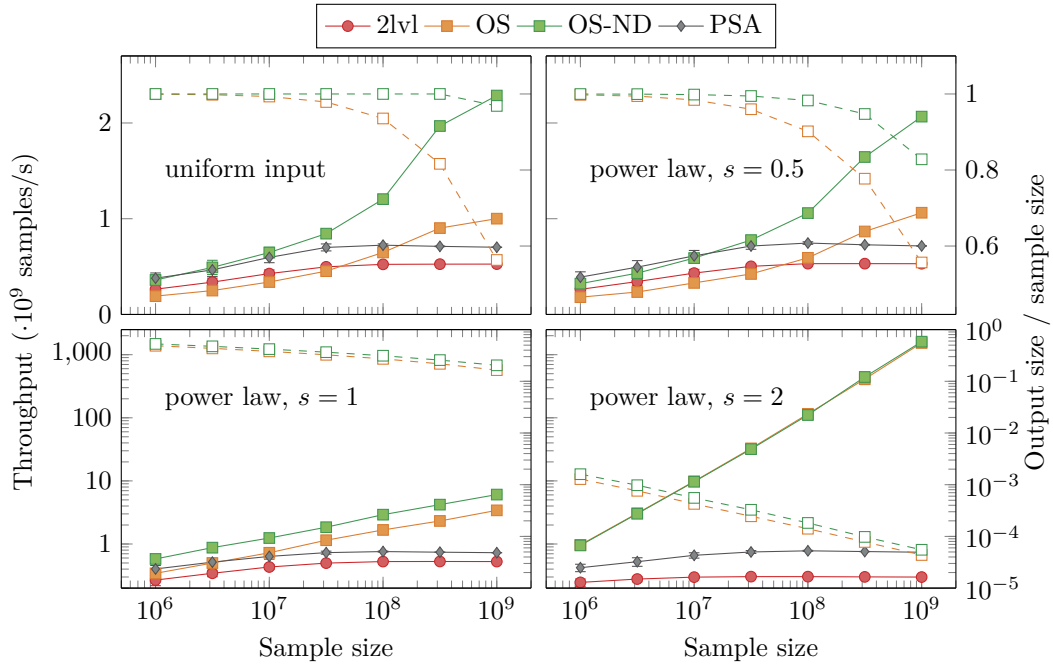 2lvl OS OS-ND PSA
2
1
0
uniform input
1
0.8
0.6
power law, s = 0.5
1,000
100
10
1
power law, s = 1
10⁰
10⁻¹
10⁻²
10⁻³
10⁻⁴
10⁻⁵
power law, s = 2
Throughput (·10⁹ samples/s)
Output size / sample size
10⁶ 10⁷ 10⁸ 10⁹
10⁶ 10⁷ 10⁸ 10⁹
Sample size
Sample size